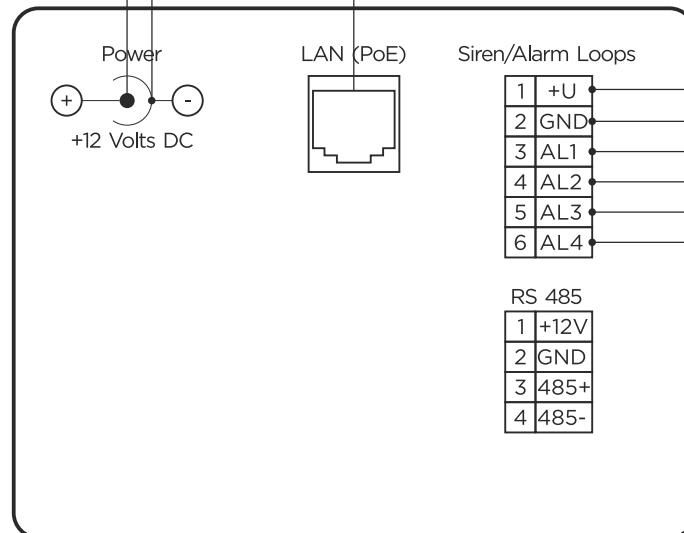 Power
+
-
+12 Volts DC
LAN (PoE)
Siren/Alarm Loops
1 +U
2 GND
3 AL1
4 AL2
5 AL3
6 AL4
RS 485
1 +12V
2 GND
3 485+
4 485-